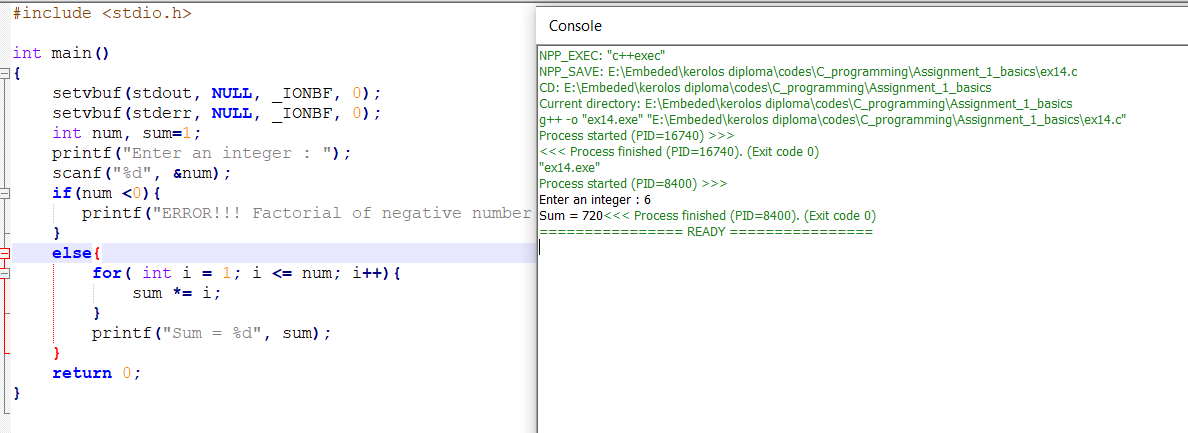 #include <stdio.h>
int main()
{
setvbuf(stdout, NULL, _IONBF, 0);
setvbuf(stderr, NULL, _IONBF, 0);
int num, sum=1;
printf("Enter an integer : ");
scanf("%d", &num);
if(num <0){
printf("ERROR!!! Factorial of negative number
}
else{
for( int i = 1; i <= num; i++){
sum *= i;
}
printf("Sum = %d", sum);
}
return 0;
}
Console
NPP_EXEC: "c++exec"
NPP_SAVE: E:\Embeded\kerolos diploma\codes\C_programming\Assignment_1_basics\ex14.c
CD: E:\Embeded\kerolos diploma\codes\C_programming\Assignment_1_basics
Current directory: E:\Embeded\kerolos diploma\codes\C_programming\Assignment_1_basics
g++ -o "ex14.exe" "E:\Embeded\kerolos diploma\codes\C_programming\Assignment_1_basics\ex14.c"
Process started (PID=16740) >>>
<<< Process finished (PID=16740). (Exit code 0)
"ex14.exe"
Process started (PID=8400) >>>
Enter an integer : 6
Sum = 720<<< Process finished (PID=8400). (Exit code 0)
================ READY ================